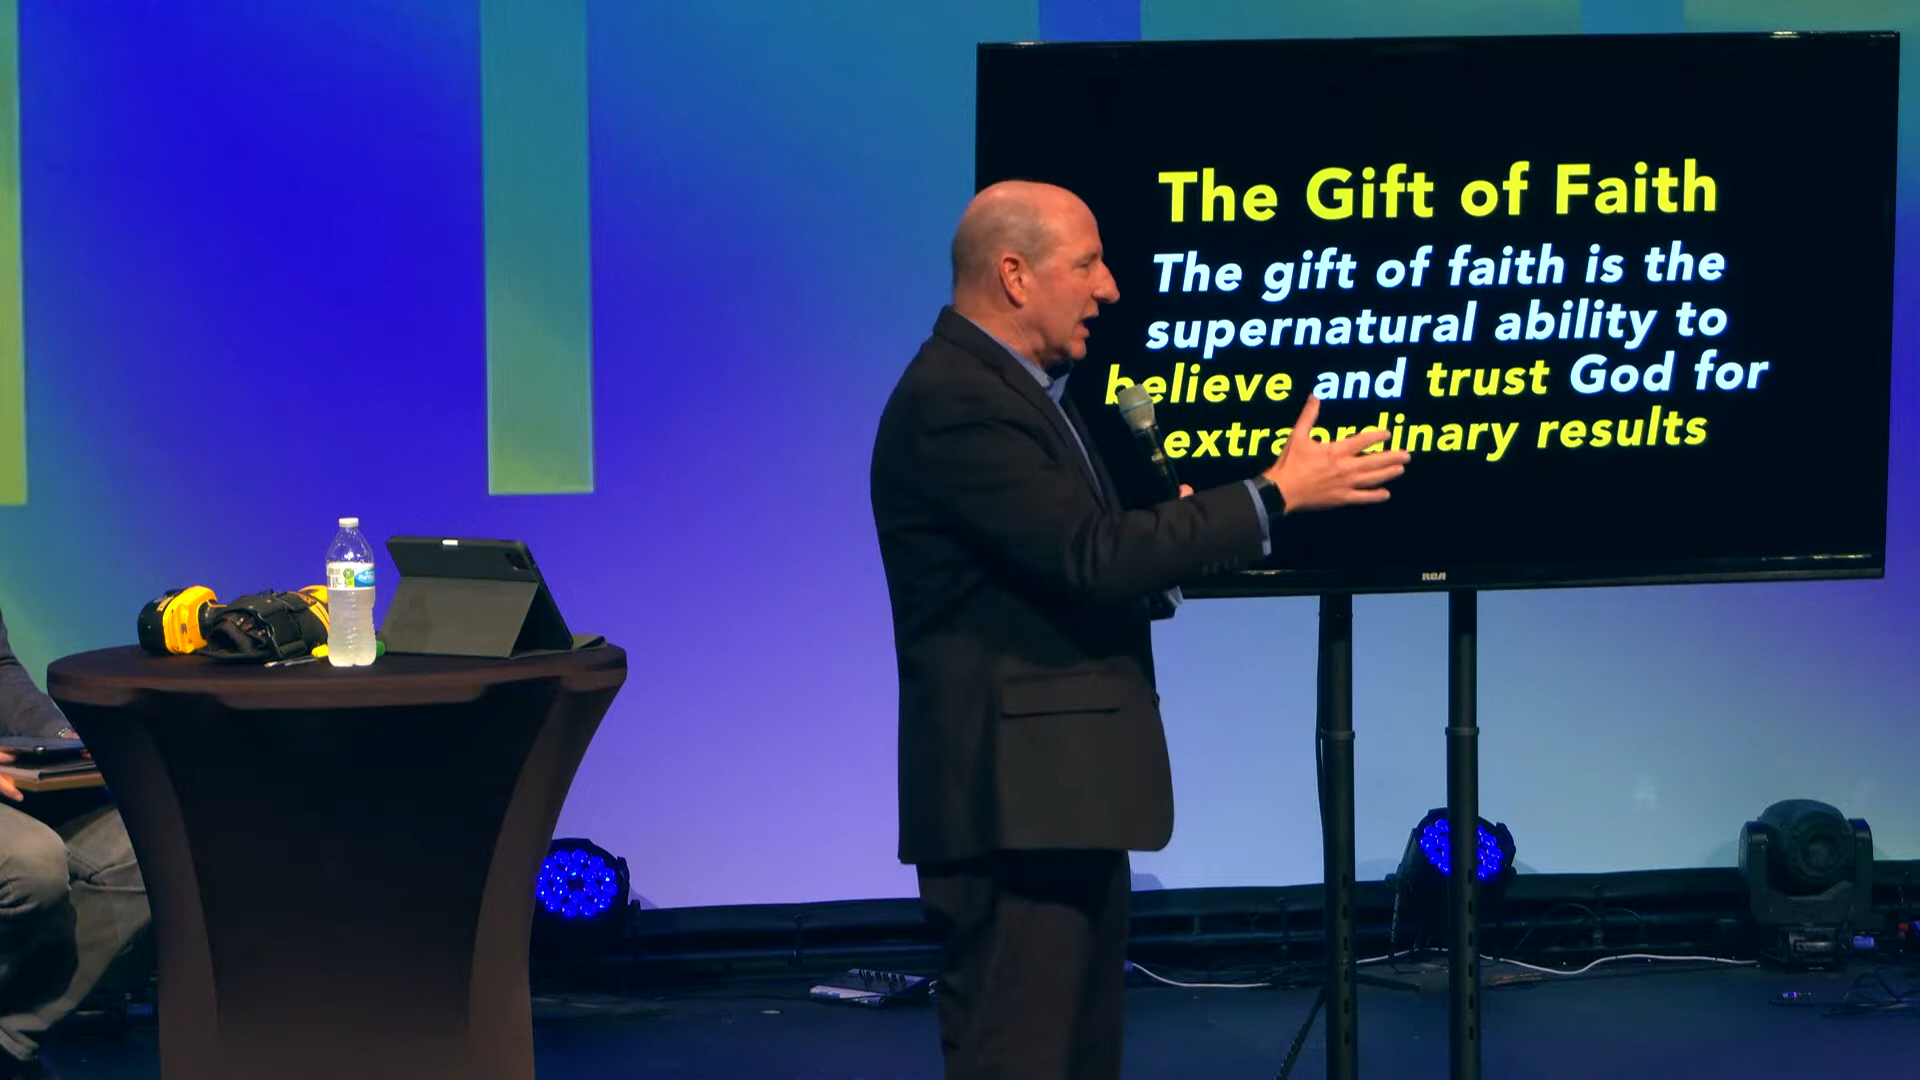 The Gift of Faith
The gift of faith is the
supernatural ability to
believe and trust God for
extraordinary results
RCA